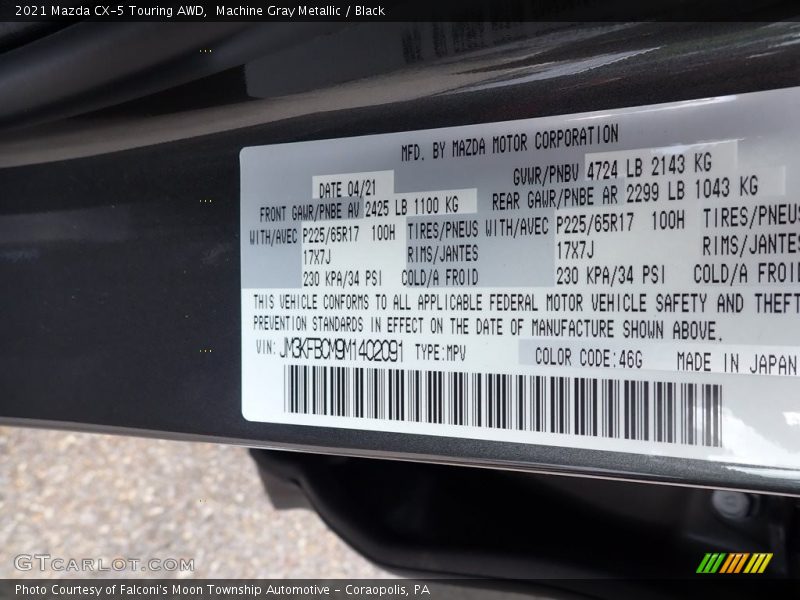 2021 Mazda CX-5 Touring AWD,  Machine Gray Metallic / Black
MFD. BY MAZDA MOTOR CORPORATION
DATE 04/21 GVWR/PNBV 4724 LB 2143 KG
FRONT GAWR/PNBE AV 2425 LB 1100 KG REAR GAWR/PNBE AR 2299 LB 1043 KG
WITH/AVEC P225/65R17 100H TIRES/PNEUS WITH/AVEC P225/65R17 100H TIRES/PNEUS
17X7J RIMS/JANTES 17X7J RIMS/JANTES
230 KPA/34 PSI COLD/A FROID 230 KPA/34 PSI COLD/A FROID
THIS VEHICLE CONFORMS TO ALL APPLICABLE FEDERAL MOTOR VEHICLE SAFETY AND THEFT
PREVENTION STANDARDS IN EFFECT ON THE DATE OF MANUFACTURE SHOWN ABOVE.
VIN: JM3KFBCM9M1402091 TYPE:MPV COLOR CODE:46G MADE IN JAPAN
GTcarlot.com
Photo Courtesy of Falconi's Moon Township Automotive - Coraopolis, PA